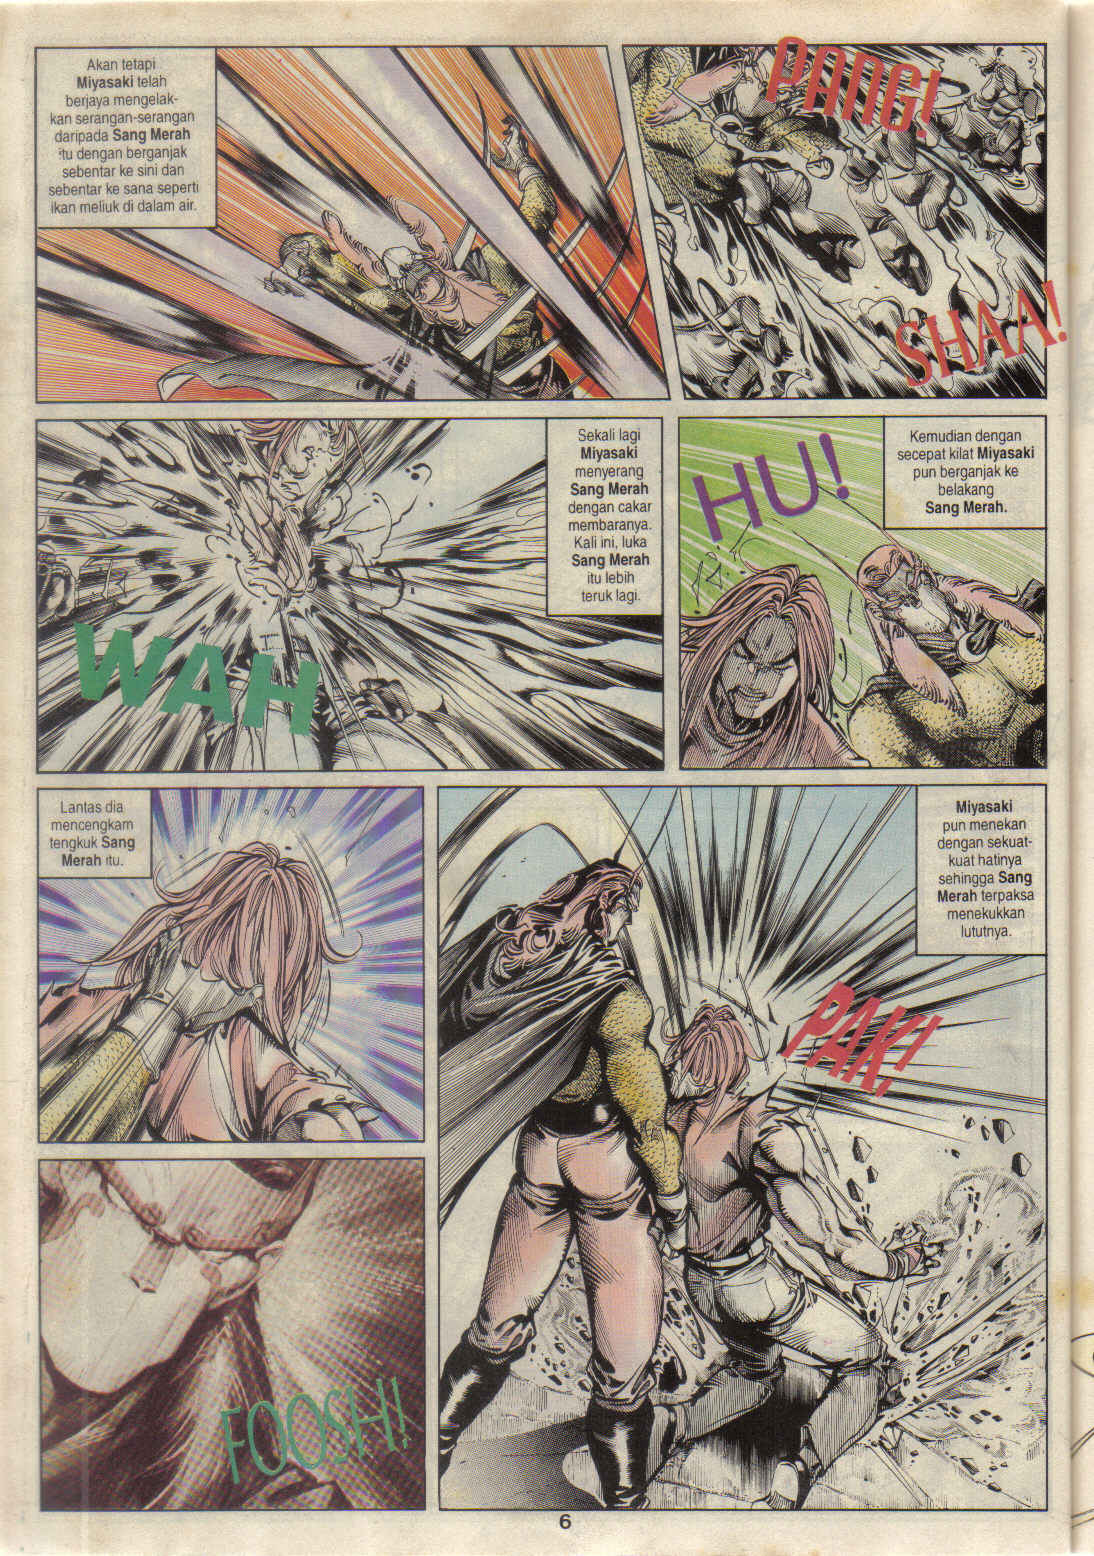 Akan tetapi
Miyasaki telah
berjaya mengelak-
kan serangan-serangan
daripada Sang Merah
itu dengan berganjak
sebentar ke sini dan
sebentar ke sana seperti
ikan meliuk di dalam air.
PANG!
SHAA!
Sekali lagi
Miyasaki
menyerang
Sang Merah
dengan cakar
membaranya.
Kali ini, luka
Sang Merah
itu lebih
teruk lagi.
WAH
HU!
Kemudian dengan
secepat kilat Miyasaki
pun berganjak ke
belakang
Sang Merah.
Lantas dia
mencengkam
tengkuk Sang
Merah itu.
Miyasaki
pun menekan
dengan sekuat-
kuat hatinya
sehingga Sang
Merah terpaksa
menekukkan
lututnya.
PAK!
FOOSH!!
6